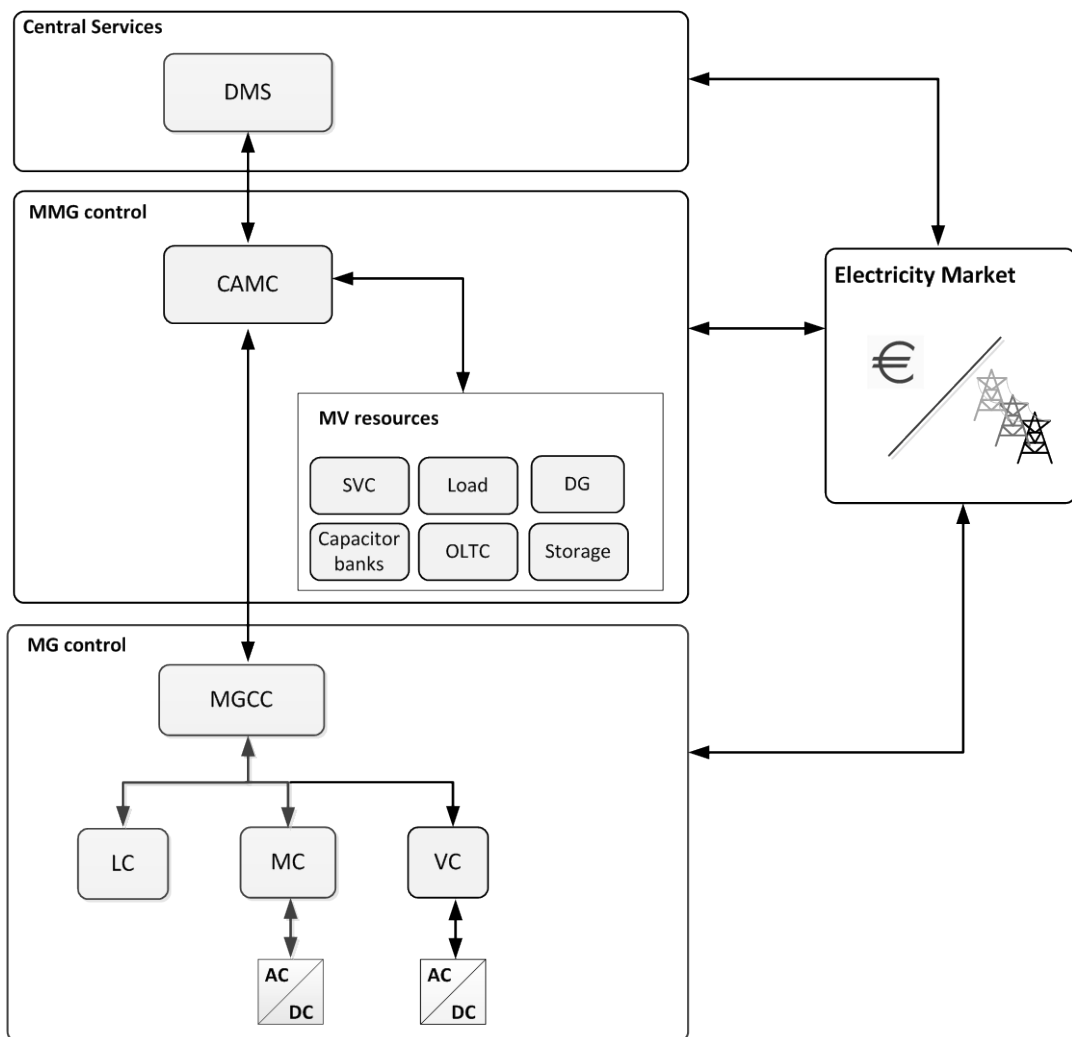 Central Services
DMS
MMG control
CAMC
Electricity Market
€
MV resources
SVC
Load
DG
Capacitor
banks
OLTC
Storage
MG control
MGCC
LC
MC
VC
AC
DC
AC
DC